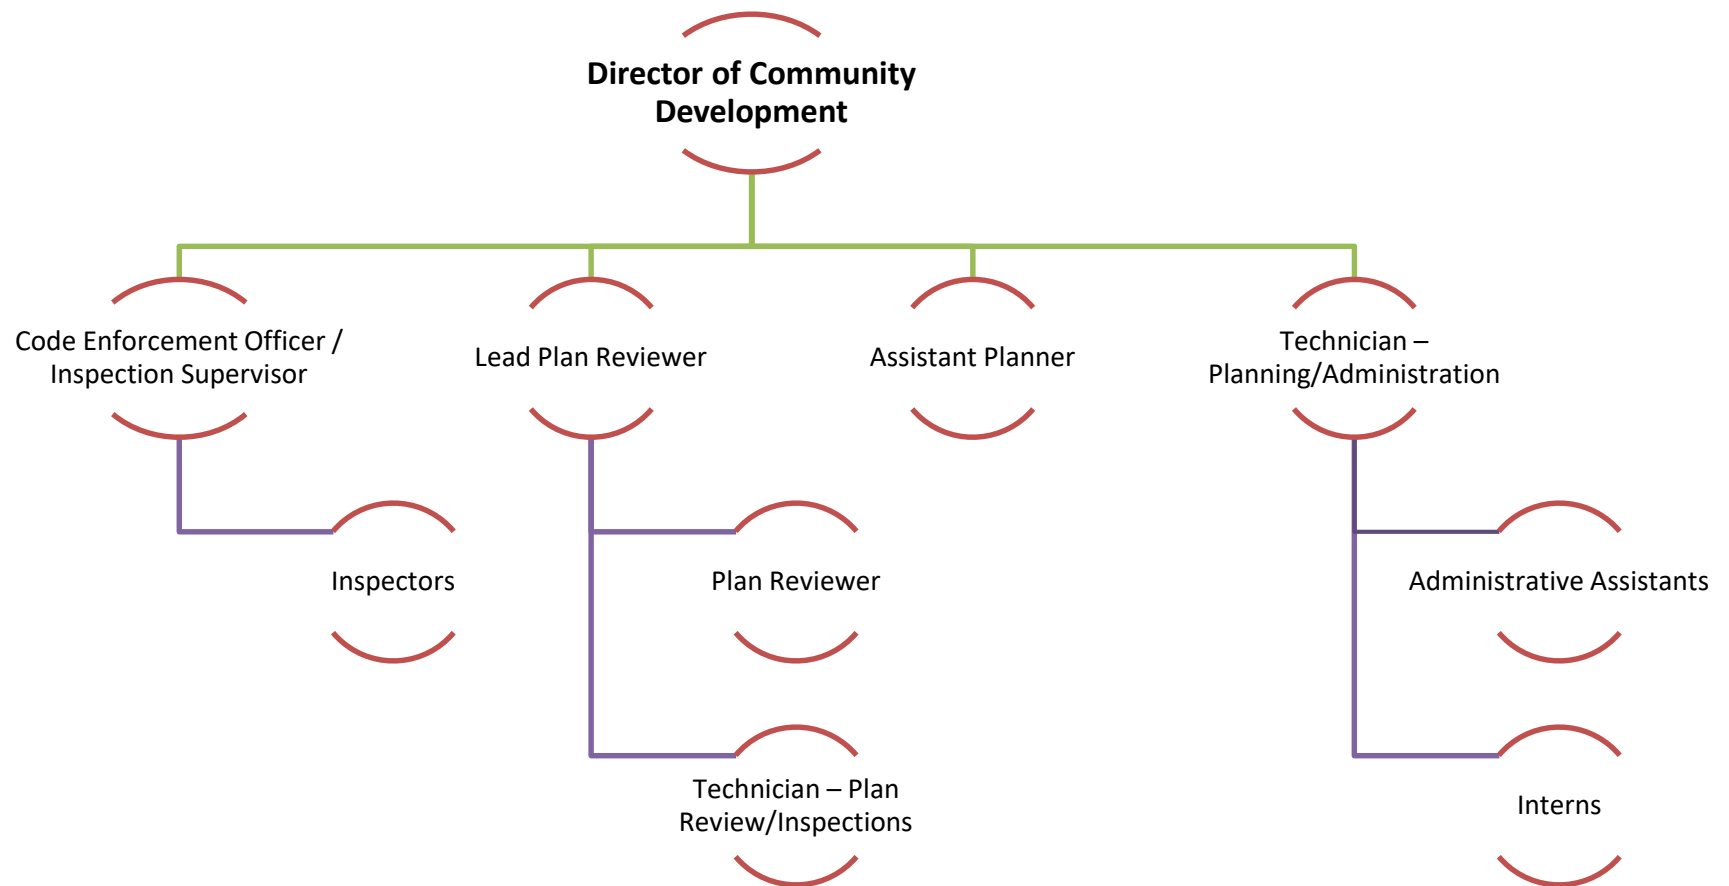 Director of Community
Development
Code Enforcement Officer /
Inspection Supervisor
Lead Plan Reviewer
Assistant Planner
Technician –
Planning/Administration
Inspectors
Plan Reviewer
Administrative Assistants
Technician – Plan
Review/Inspections
Interns